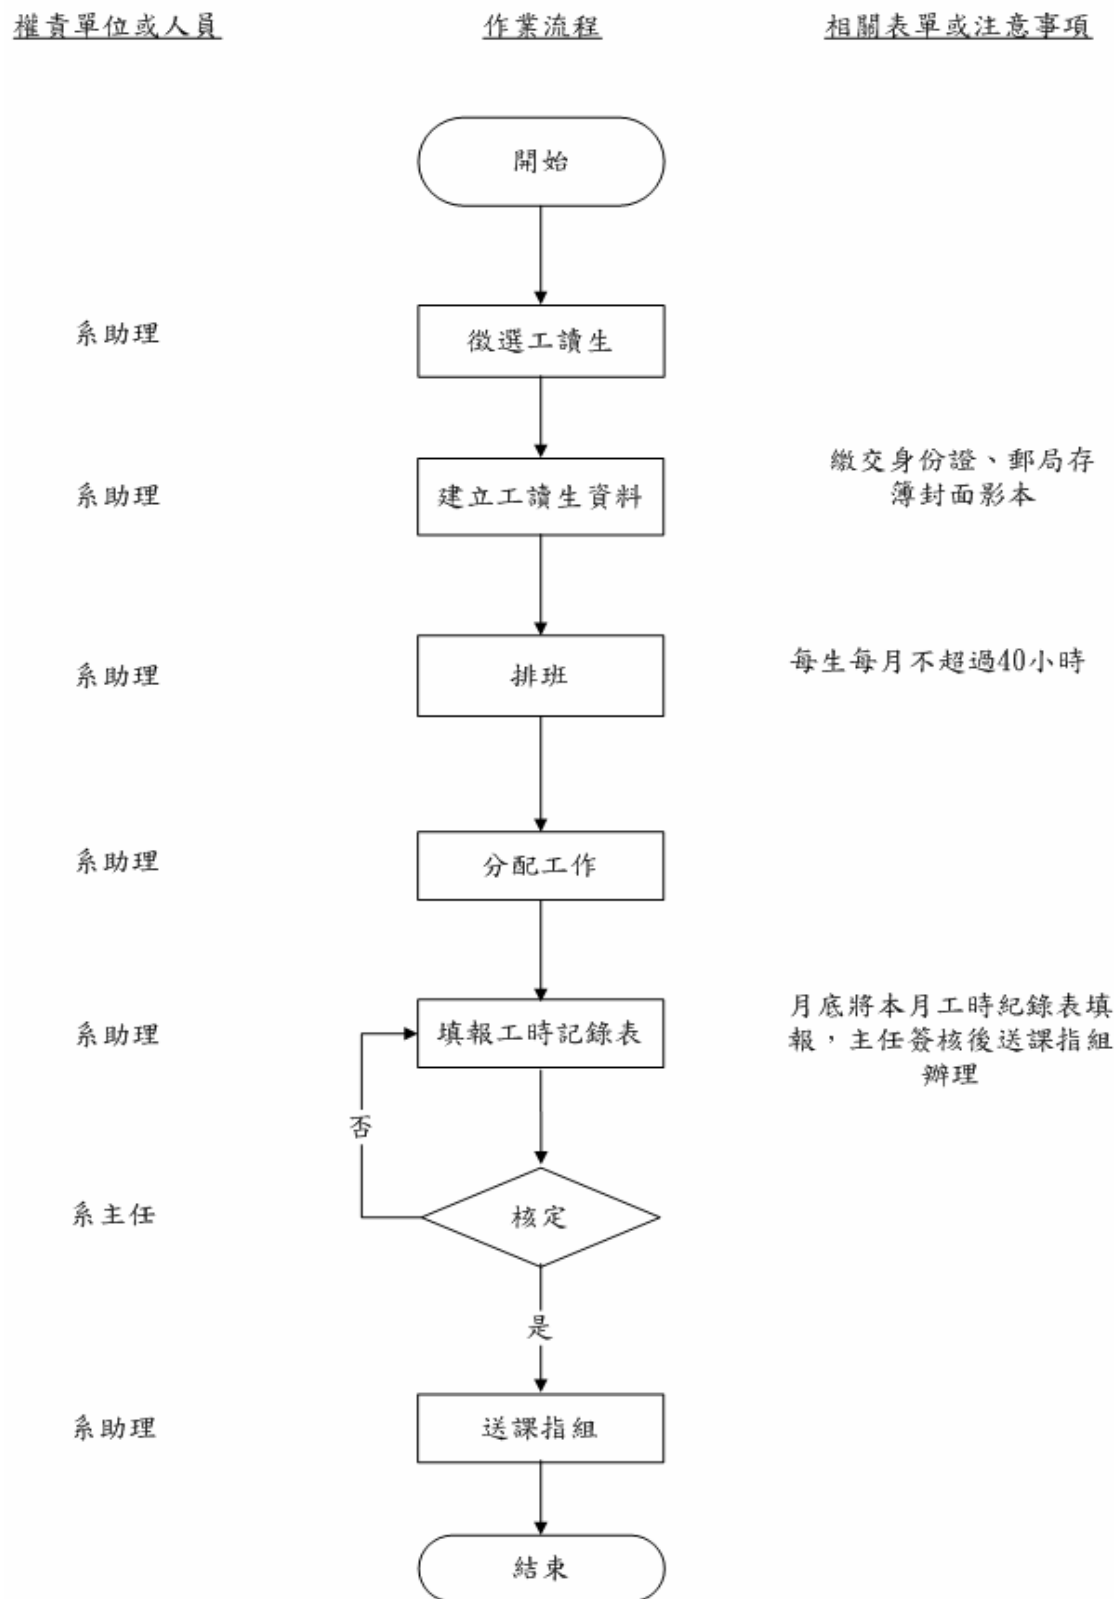 權責單位或人員
作業流程
相關表單或注意事項
開始
系助理
徵選工讀生
系助理
建立工讀生資料
繳交身份證、郵局存
簿封面影本
系助理
排班
每生每月不超過40小時
系助理
分配工作
系助理
填報工時記錄表
月底將本月工時紀錄表填
報，主任簽核後送課指組
辦理
否
系主任
核定
是
系助理
送課指組
結束